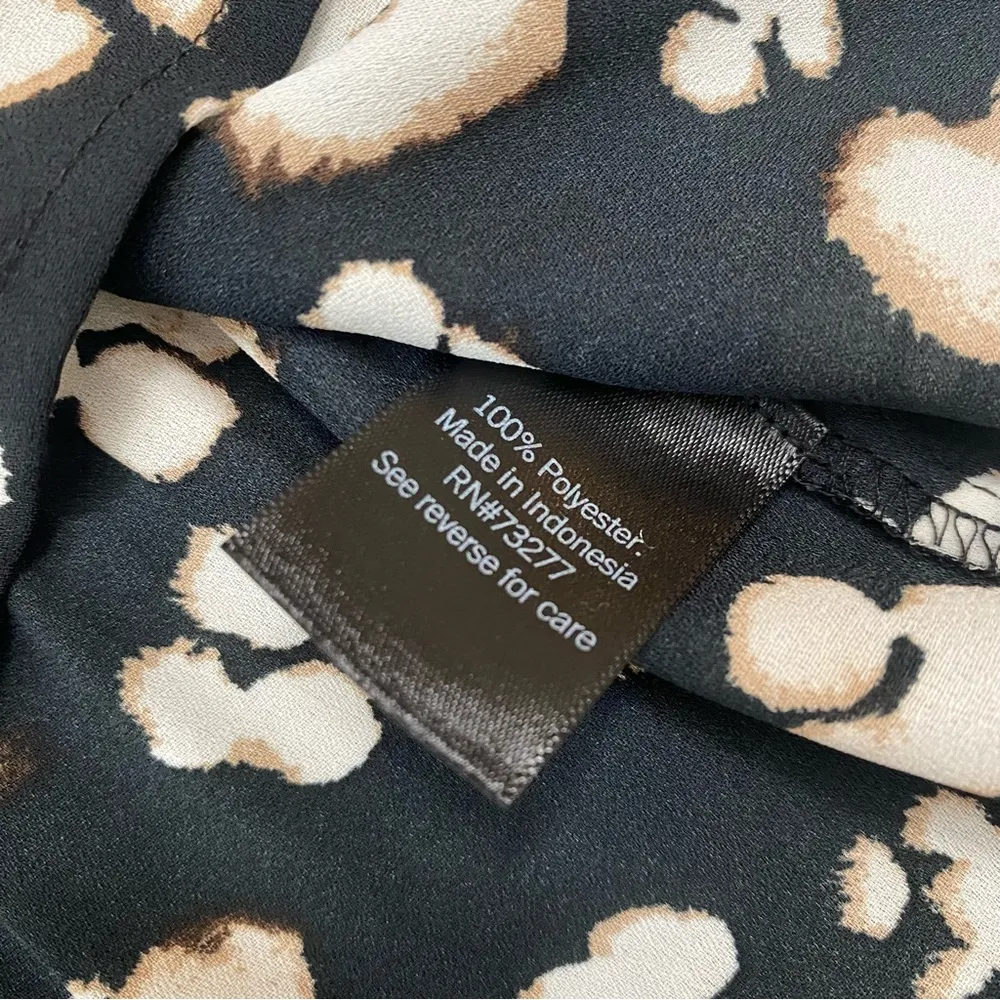 100% Polyester.
Made in Indonesia
RN#73277
See reverse for care